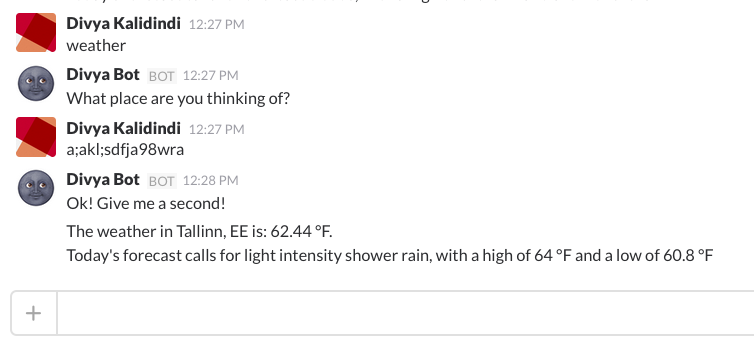 Divya Kalidindi 12:27 PM
weather
Divya Bot BOT 12:27 PM
What place are you thinking of?
Divya Kalidindi 12:27 PM
a;akl;sdfja98wra
Divya Bot BOT 12:28 PM
Ok! Give me a second!
The weather in Tallinn, EE is: 62.44 °F.
Today's forecast calls for light intensity shower rain, with a high of 64 °F and a low of 60.8 °F